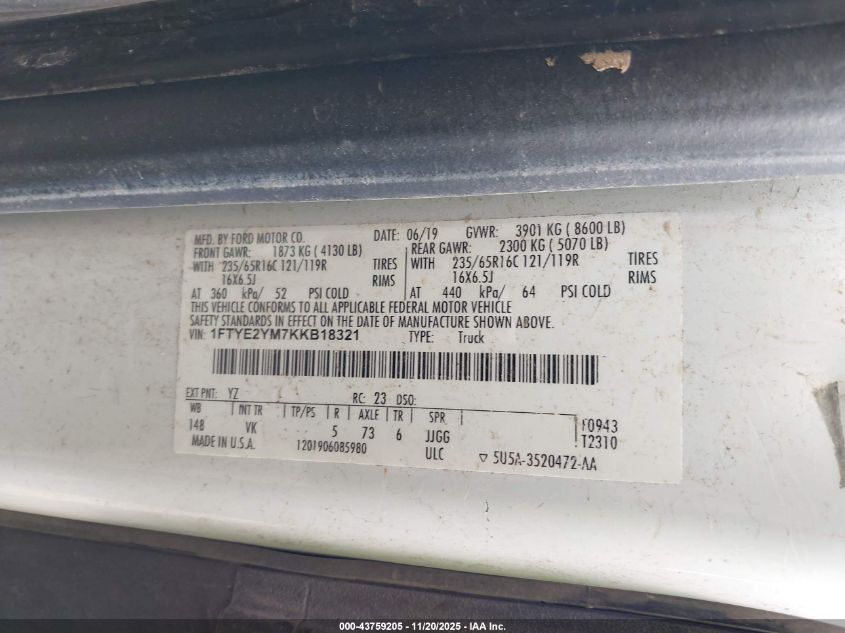 MFD. BY FORD MOTOR CO. DATE: 06/19 GVWR: 3901 KG ( 8600 LB)
FRONT GAWR: 1873 KG ( 4130 LB) REAR GAWR: 2300 KG ( 5070 LB)
WITH 235/65R16C 121/119R TIRES WITH 235/65R16C 121/119R TIRES
16X6.5J RIMS 16X6.5J RIMS
AT 360 kPa/ 52 PSI COLD AT 440 kPa/ 64 PSI COLD
THIS VEHICLE CONFORMS TO ALL APPLICABLE FEDERAL MOTOR VEHICLE
SAFETY STANDARDS IN EFFECT ON THE DATE OF MANUFACTURE SHOWN ABOVE.
VIN: 1FTYE2YM7KKB18321 TYPE: Truck
EXT PNT: YZ RC: 23 DSO:
WB INT TR TP/PS R AXLE TR SPR
148 VK 5 73 6 JJGG F0943
MADE IN U.S.A. 1201906085980 ULC T2310
▽ 5U5A-3520472-AA
000-43759205 - 11/20/2025 - IAA Inc.